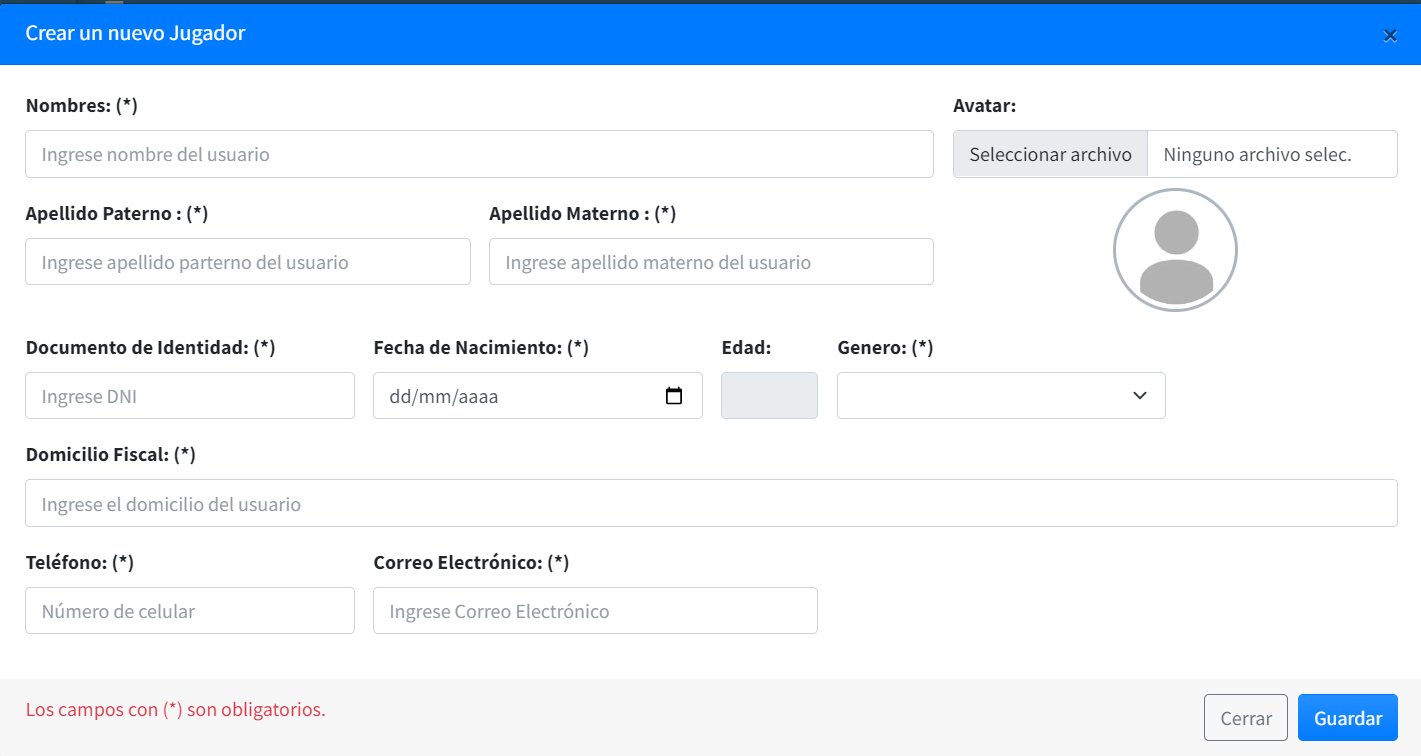 Crear un nuevo Jugador ×
Nombres: (*) Avatar:
Ingrese nombre del usuario Seleccionar archivo Ninguno archivo selec.
Apellido Paterno : (*) Apellido Materno : (*)
Ingrese apellido parterno del usuario Ingrese apellido materno del usuario
Documento de Identidad: (*) Fecha de Nacimiento: (*) Edad: Genero: (*)
Ingrese DNI dd/mm/aaaa
Domicilio Fiscal: (*)
Ingrese el domicilio del usuario
Teléfono: (*) Correo Electrónico: (*)
Número de celular Ingrese Correo Electrónico
Los campos con (*) son obligatorios. Cerrar Guardar